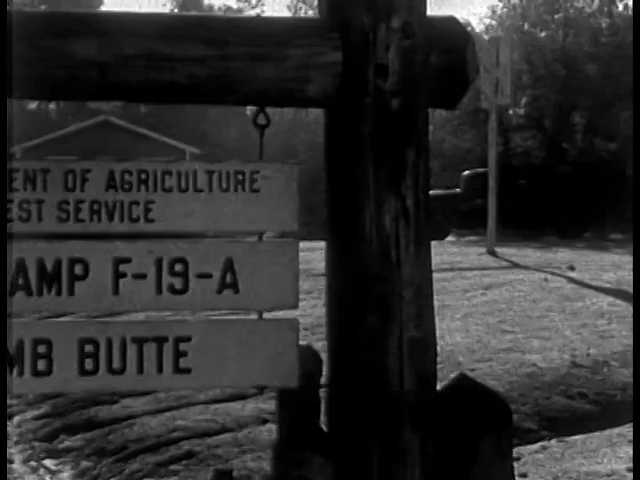 ENT OF AGRICULTURE
EST SERVICE
AMP F-19-A
MB BUTTE